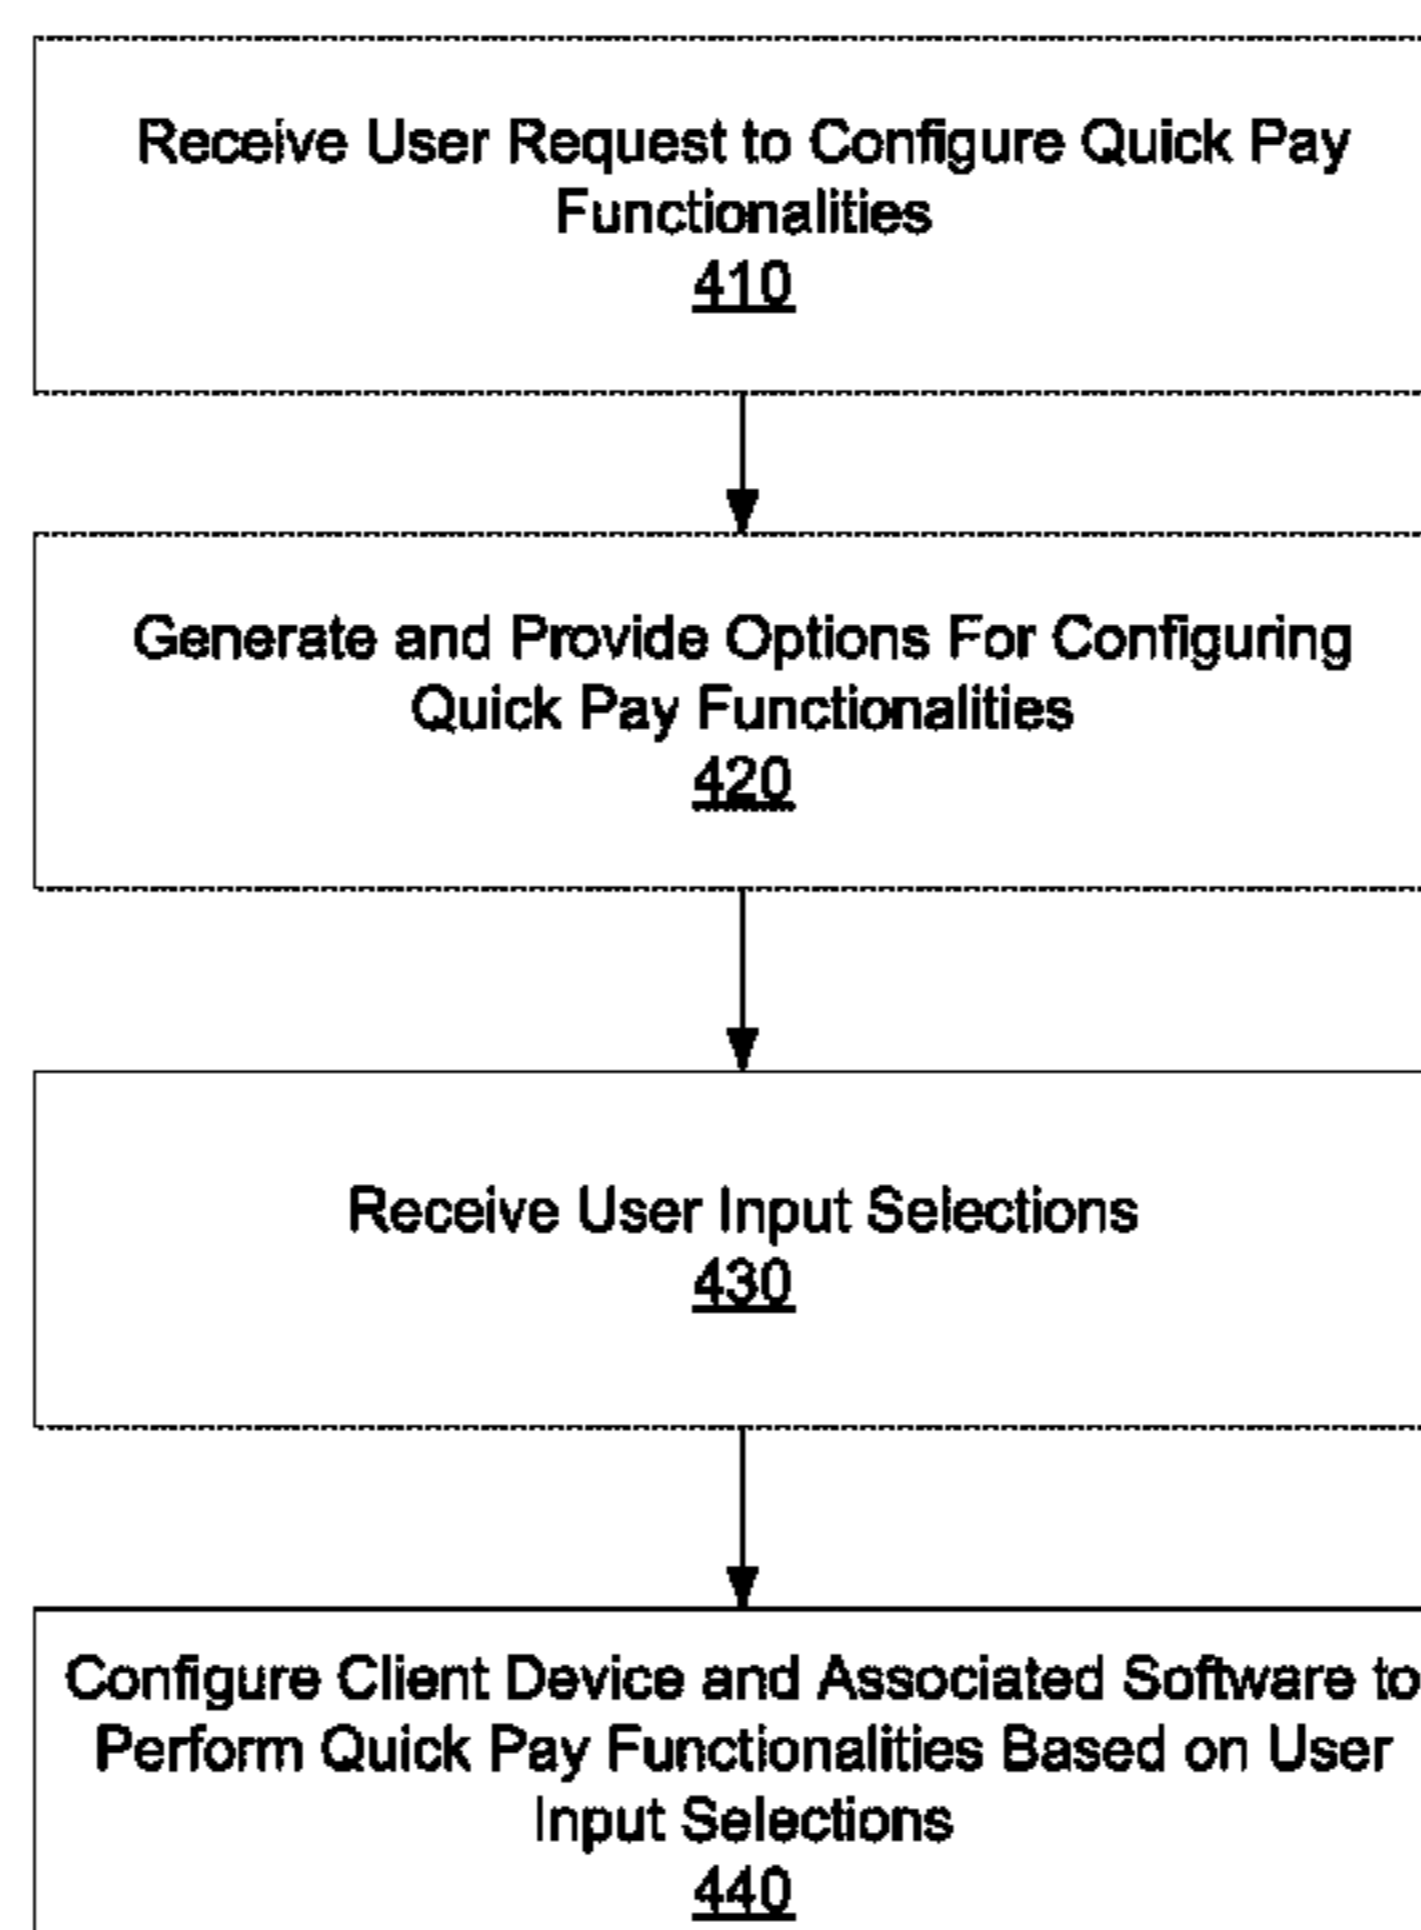 Receive User Request to Configure Quick Pay
Functionalities
410
Generate and Provide Options For Configuring
Quick Pay Functionalities
420
Receive User Input Selections
430
Configure Client Device and Associated Software to
Perform Quick Pay Functionalities Based on User
Input Selections
440